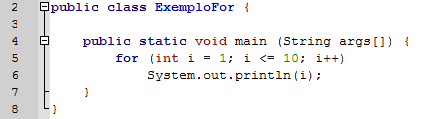 2 public class ExemploFor {
3
4 public static void main (String args[]) {
5 for (int i = 1; i <= 10; i++)
6 System.out.println(i);
7 }
8 }